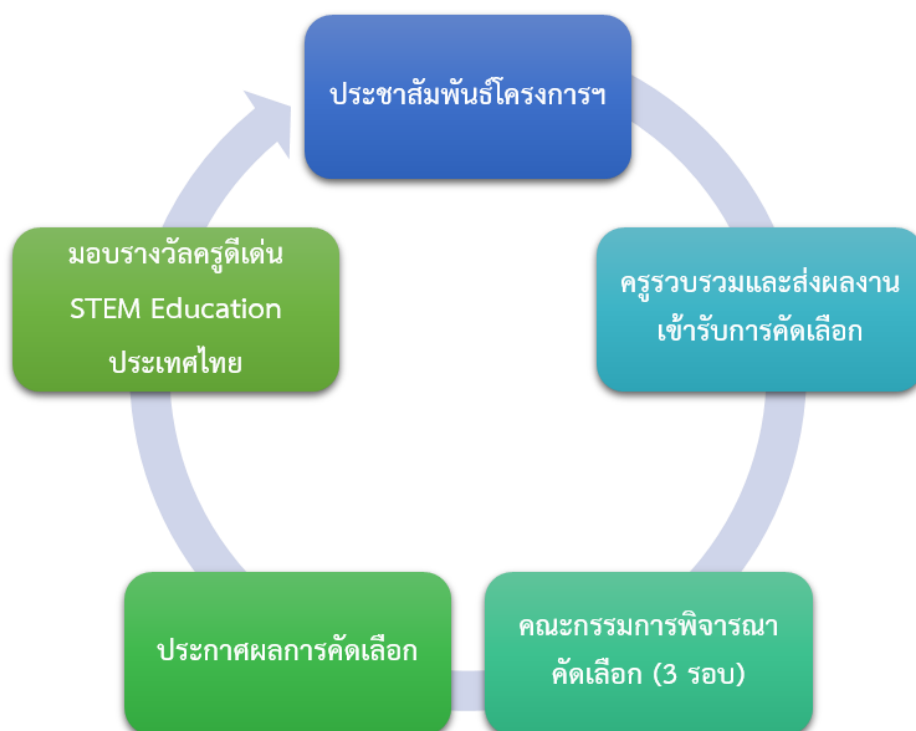 ประชาสัมพันธ์โครงการฯ
ครูรวบรวมและส่งผลงาน
เข้ารับการคัดเลือก
คณะกรรมการพิจารณา
คัดเลือก (3 รอบ)
ประกาศผลการคัดเลือก
มอบรางวัลครูดีเด่น
STEM Education
ประเทศไทย